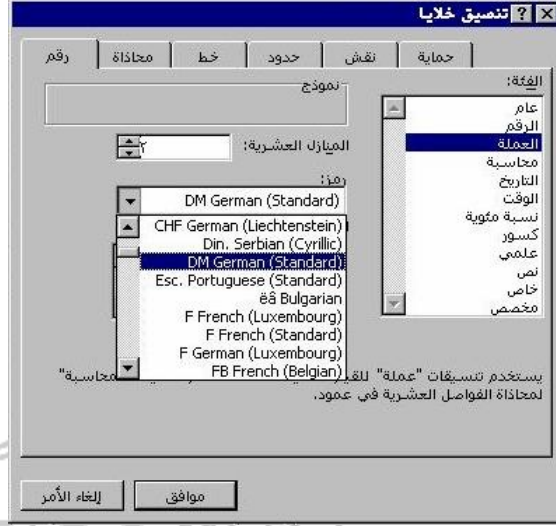 تنسيق خلايا
رقم محاذاة خط حدود نقش حماية
الفئة:
عام
الرقم
العملة
محاسبة
التاريخ
الوقت
نسبة مئوية
كسور
علمي
نص
خاص
مخصص
نموذج
المنازل العشرية: ٢
رمز:
DM German (Standard)
CHF German (Liechtenstein)
Din. Serbian (Cyrillic)
DM German (Standard)
Esc. Portuguese (Standard)
ëâ Bulgarian
F French (Luxembourg)
F French (Standard)
F German (Luxembourg)
FB French (Belgian)
يستخدم تنسيقات "عملة"
لمحاذاة الفواصل العشرية في عمود.
موافق إلغاء الأمر